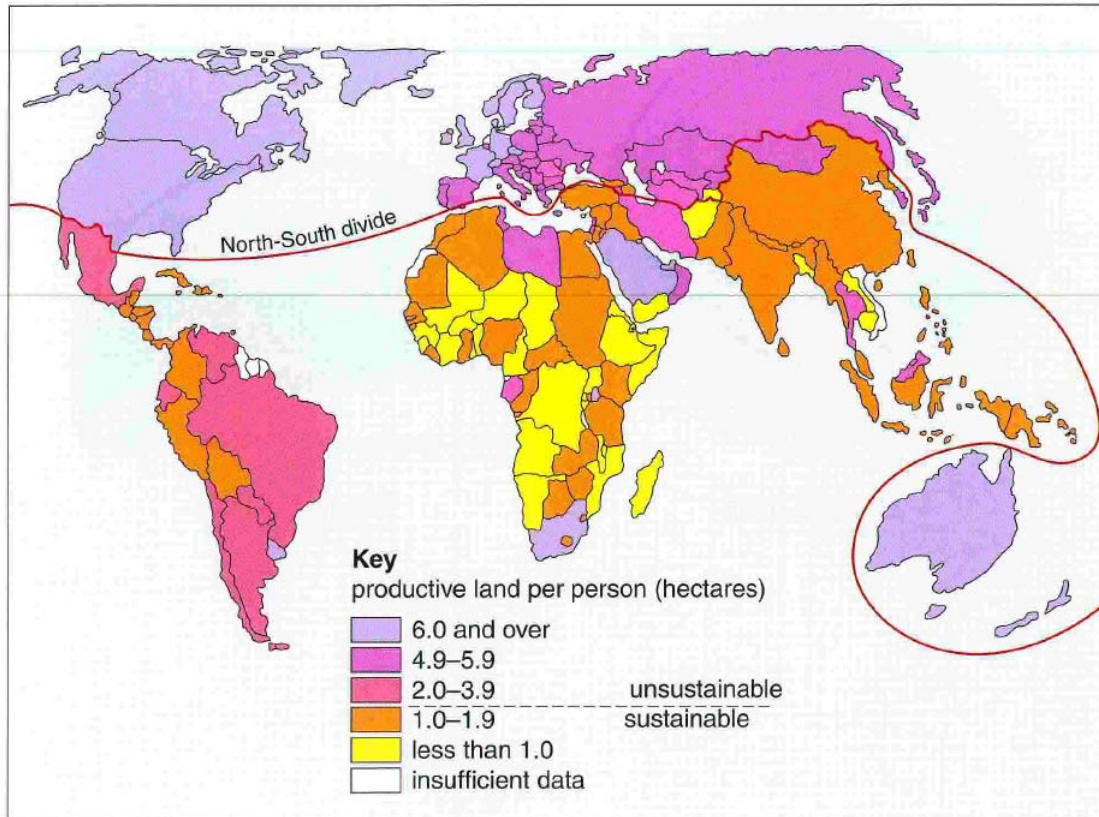 North-South divide
Key
productive land per person (hectares)
6.0 and over
4.9–5.9
2.0–3.9 unsustainable
1.0–1.9 sustainable
less than 1.0
insufficient data